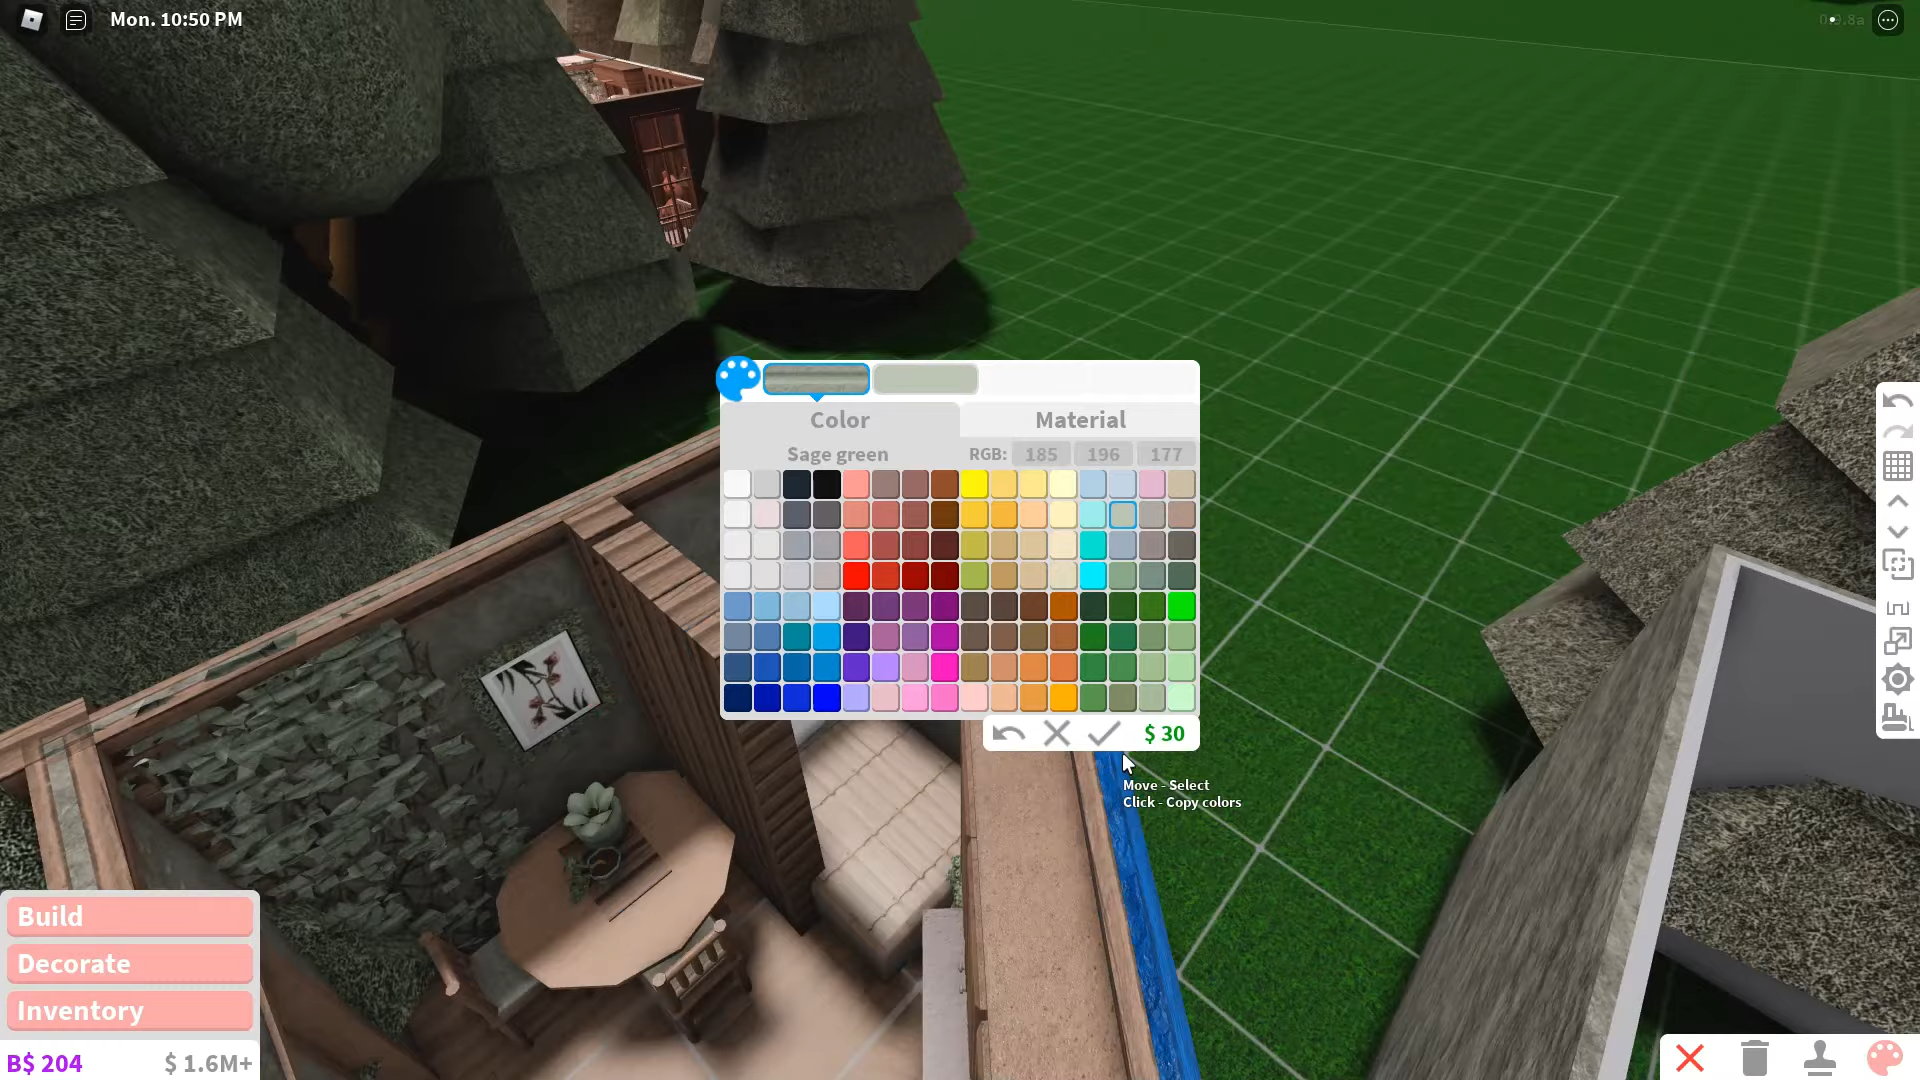 Mon. 10:50 PM
Color
Material
Sage green
RGB: 185 196 177
$ 30
Move - Select
Click - Copy colors
Build
Decorate
Inventory
B$ 204
$ 1.6M+